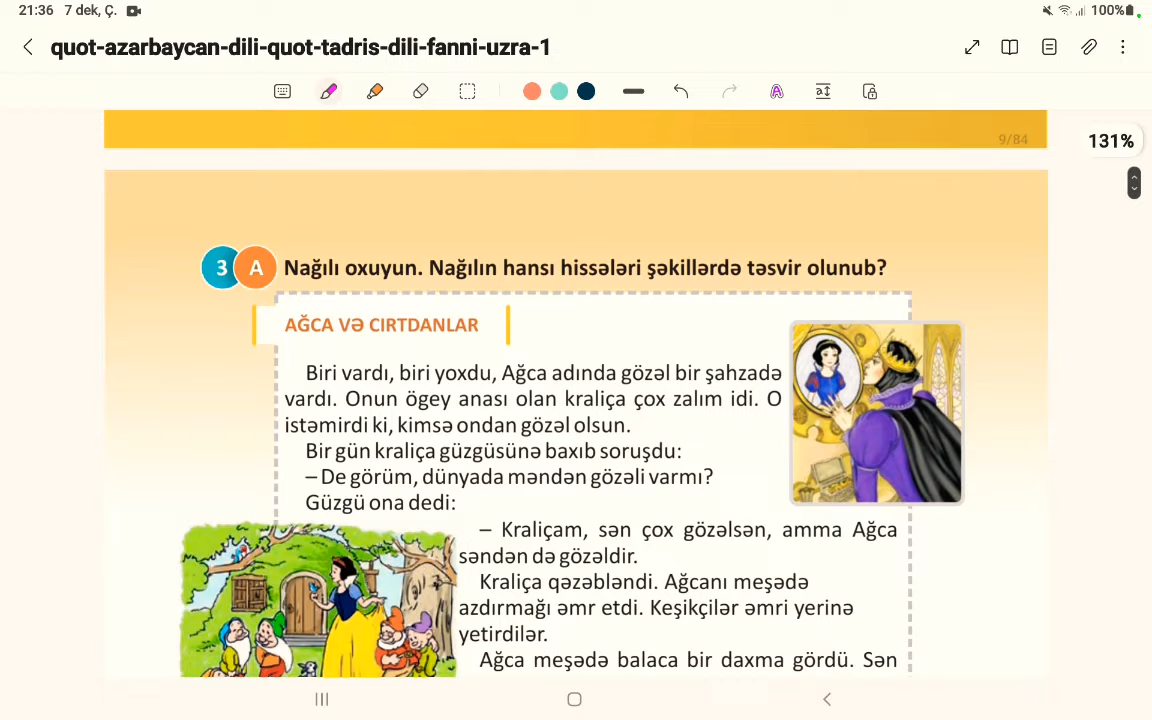 21:36 7 dek, Ç. 100%
quot-azarbaycan-dili-quot-tadris-dili-fanni-uzra-1
9/84
131%
3 A Nağılı oxuyun. Nağılın hansı hissələri şəkillərdə təsvir olunub?
AĞCA VƏ CIRTDANLAR
Biri vardı, biri yoxdu, Ağca adında gözəl bir şahzadə
vardı. Onun ögey anası olan kraliça çox zalım idi. O
istəmirdi ki, kimsə ondan gözəl olsun.
Bir gün kraliça güzgüsünə baxıb soruşdu:
– De görüm, dünyada məndən gözəli varmı?
Güzgü ona dedi:
– Kraliçam, sən çox gözəlsən, amma Ağca
səndən də gözəldir.
Kraliça qəzəbləndi. Ağcanı meşədə
azdırmağı əmr etdi. Keşikçilər əmri yerinə
yetirdilər.
Ağca meşədə balaca bir daxma gördü. Sən